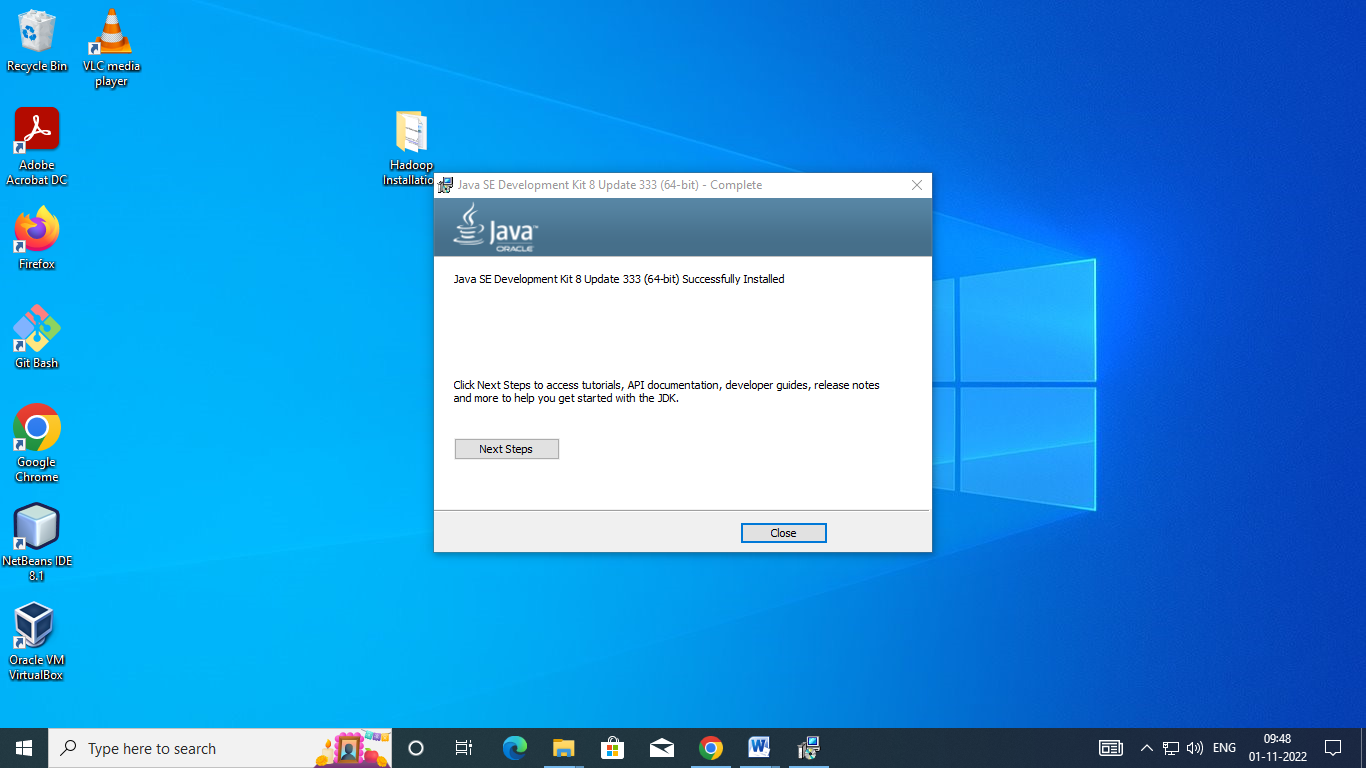 Recycle Bin
VLC media
player
Adobe
Acrobat DC
Firefox
Git Bash
Google
Chrome
NetBeans IDE
8.1
Oracle VM
VirtualBox
Hadoop
Installatio
Java SE Development Kit 8 Update 333 (64-bit) - Complete
Java™
ORACLE
Java SE Development Kit 8 Update 333 (64-bit) Successfully Installed
Click Next Steps to access tutorials, API documentation, developer guides, release notes
and more to help you get started with the JDK.
Next Steps
Close
Type here to search
W
ENG
09:48
01-11-2022